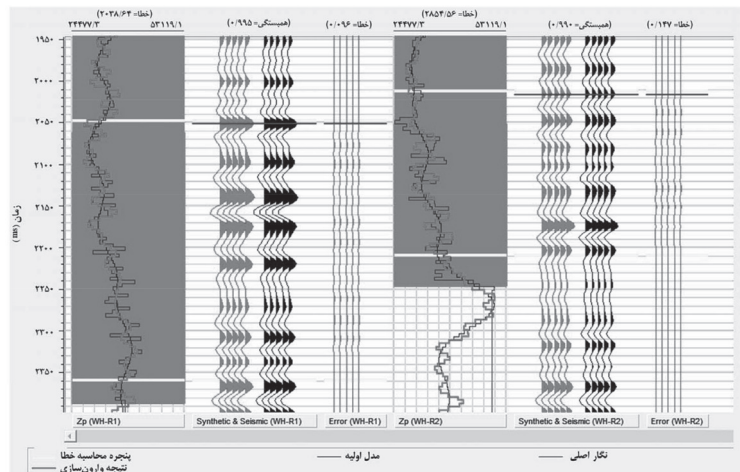 (خطا= ۲۰۳۸/۶۴)
(همبستگی= ۰/۹۹۵)
(خطا= ۰/۰۹۶)
(خطا= ۲۸۵۴/۵۶)
(همبستگی= ۰/۹۹۰)
(خطا= ۰/۱۴۷)
۲۴۴۷۷/۳ ۵۳۱۱۹/۱
۲۴۴۷۷/۳ ۵۳۱۱۹/۱
۱۹۵۰
۲۰۰۰
۲۰۵۰
۲۱۰۰
۲۱۵۰
۲۲۰۰
۲۲۵۰
۲۳۰۰
۲۳۵۰
زمان (ms)
Zp (WH-R1)
Synthetic & Seismic (WH-R1)
Error (WH-R1)
Zp (WH-R2)
Synthetic & Seismic (WH-R2)
Error (WH-R2)
نگار اصلی
مدل اولیه
پنجره محاسبه خطا
نتیجه وارون‌سازی